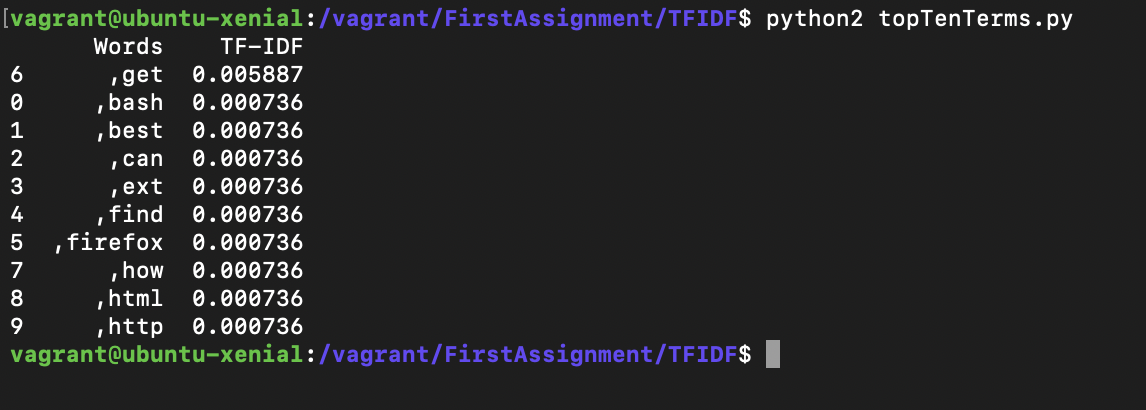 [vagrant@ubuntu-xenial:/vagrant/FirstAssignment/TFIDF$ python2 topTenTerms.py
      Words    TF-IDF
6      ,get  0.005887
0     ,bash  0.000736
1     ,best  0.000736
2      ,can  0.000736
3      ,ext  0.000736
4     ,find  0.000736
5  ,firefox  0.000736
7      ,how  0.000736
8     ,html  0.000736
9     ,http  0.000736
vagrant@ubuntu-xenial:/vagrant/FirstAssignment/TFIDF$